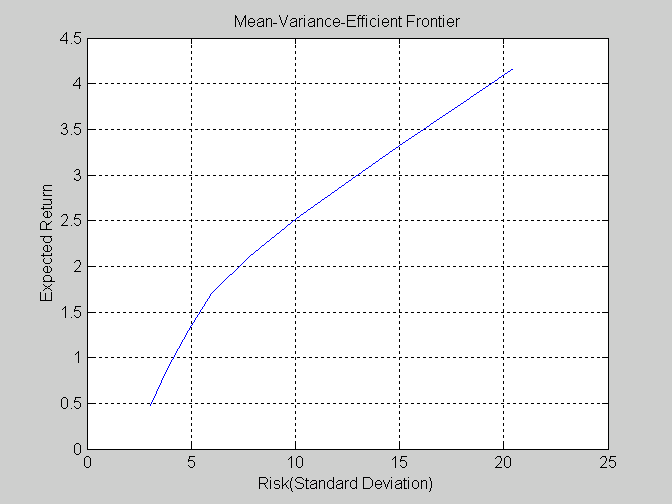 Mean-Variance-Efficient Frontier
4.5
4
3.5
3
2.5
2
1.5
1
0.5
0
Expected Return
0 5 10 15 20 25
Risk(Standard Deviation)